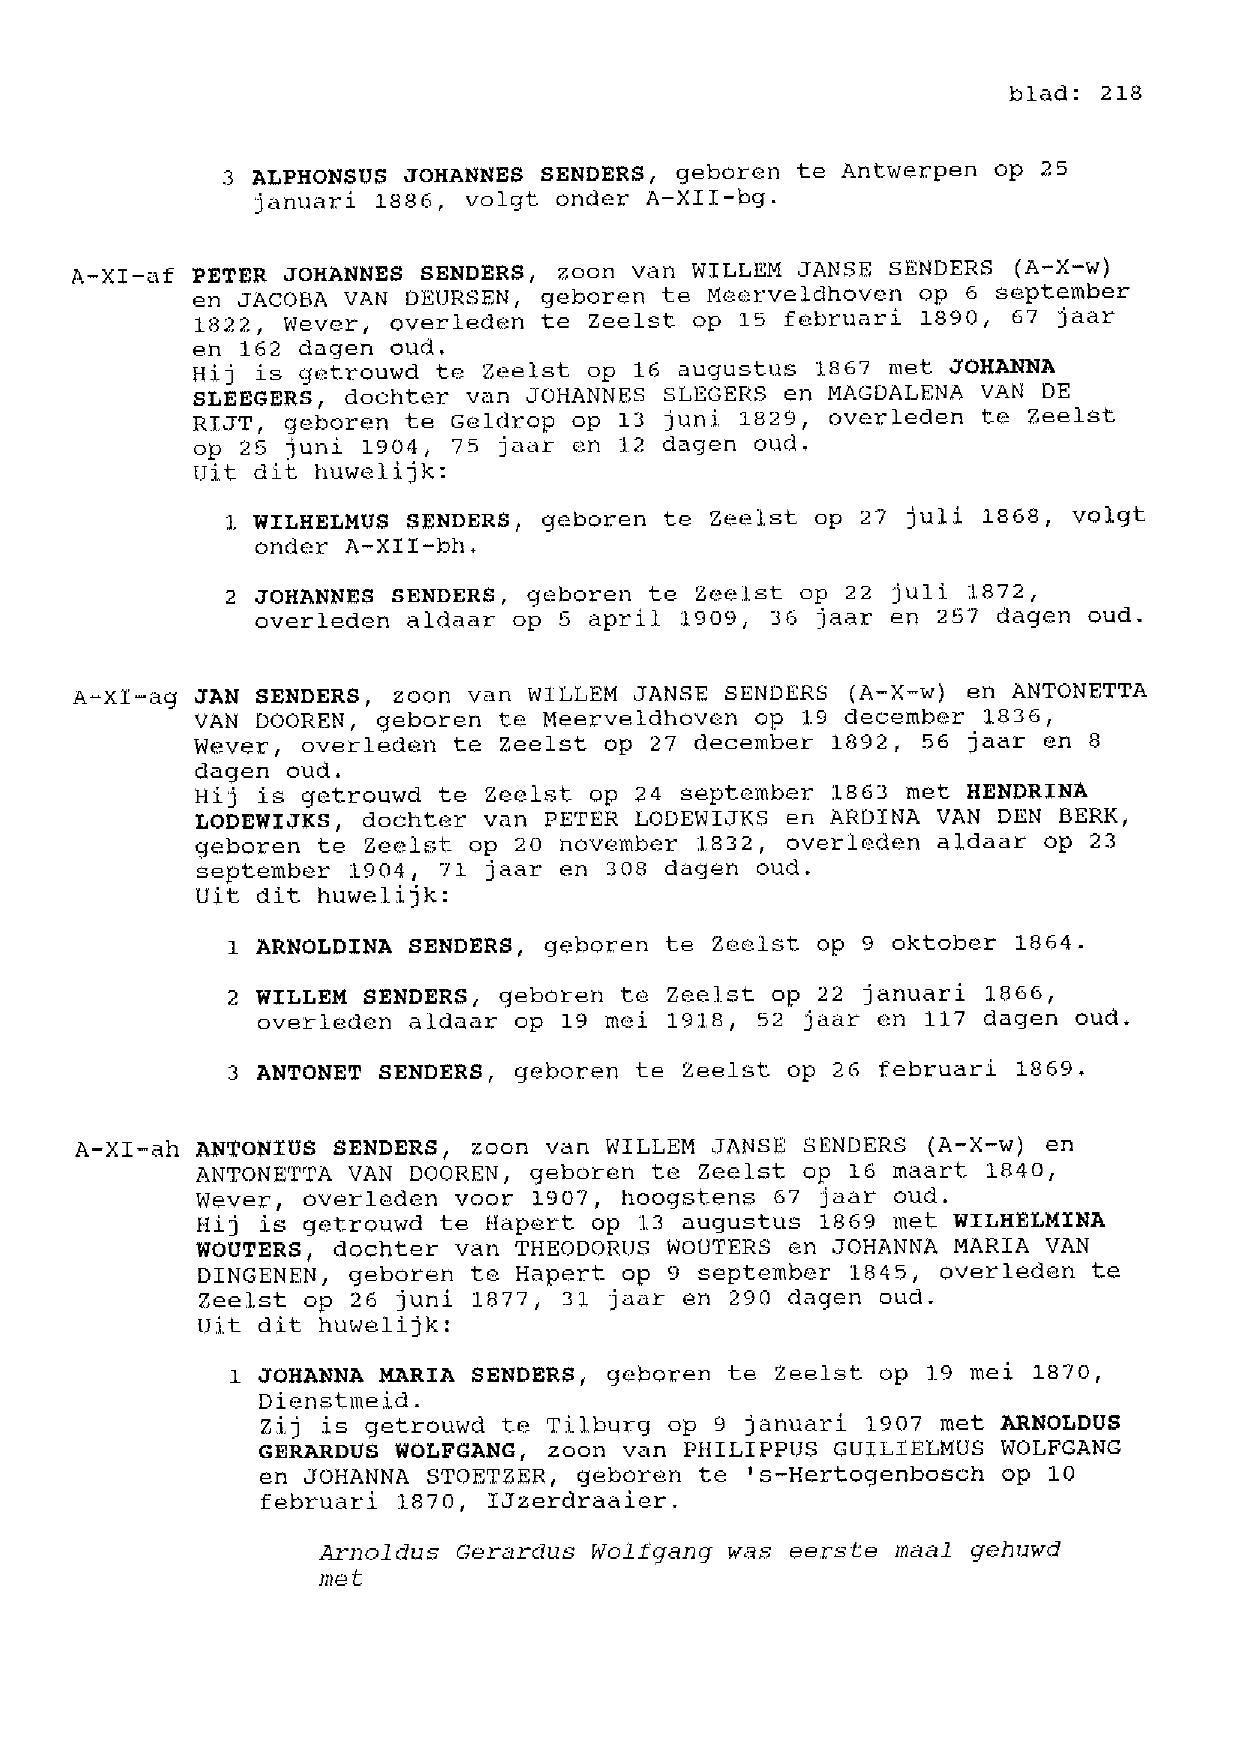 blad: 218
3 ALPHONSUS JOHANNES SENDERS, geboren te Antwerpen op 25
januari 1886, volgt onder A-XII-bg.
A-XI-af PETER JOHANNES SENDERS, zoon van WILLEM JANSE SENDERS (A-X-w)
en JACOBA VAN DEURSEN, geboren te Meerveldhoven op 6 september
1822, Wever, overleden te Zeelst op 15 februari 1890, 67 jaar
en 162 dagen oud.
Hij is getrouwd te Zeelst op 16 augustus 1867 met JOHANNA
SLEEGERS, dochter van JOHANNES SLEGERS en MAGDALENA VAN DE
RIJT, geboren te Geldrop op 13 juni 1829, overleden te Zeelst
op 25 juni 1904, 75 jaar en 12 dagen oud.
Uit dit huwelijk:
1 WILHELMUS SENDERS, geboren te Zeelst op 27 juli 1868, volgt
onder A-XII-bh.
2 JOHANNES SENDERS, geboren te Zeelst op 22 juli 1872,
overleden aldaar op 5 april 1909, 36 jaar en 257 dagen oud.
A-XI-ag JAN SENDERS, zoon van WILLEM JANSE SENDERS (A-X-w) en ANTONETTA
VAN DOOREN, geboren te Meerveldhoven op 19 december 1836,
Wever, overleden te Zeelst op 27 december 1892, 56 jaar en 8
dagen oud.
Hij is getrouwd te Zeelst op 24 september 1863 met HENDRINA
LODEWIJKS, dochter van PETER LODEWIJKS en ARDINA VAN DEN BERK,
geboren te Zeelst op 20 november 1832, overleden aldaar op 23
september 1904, 71 jaar en 308 dagen oud.
Uit dit huwelijk:
1 ARNOLDINA SENDERS, geboren te Zeelst op 9 oktober 1864.
2 WILLEM SENDERS, geboren te Zeelst op 22 januari 1866,
overleden aldaar op 19 mei 1918, 52 jaar en 117 dagen oud.
3 ANTONET SENDERS, geboren te Zeelst op 26 februari 1869.
A-XI-ah ANTONIUS SENDERS, zoon van WILLEM JANSE SENDERS (A-X-w) en
ANTONETTA VAN DOOREN, geboren te Zeelst op 16 maart 1840,
Wever, overleden voor 1907, hoogstens 67 jaar oud.
Hij is getrouwd te Hapert op 13 augustus 1869 met WILHELMINA
WOUTERS, dochter van THEODORUS WOUTERS en JOHANNA MARIA VAN
DINGENEN, geboren te Hapert op 9 september 1845, overleden te
Zeelst op 26 juni 1877, 31 jaar en 290 dagen oud.
Uit dit huwelijk:
1 JOHANNA MARIA SENDERS, geboren te Zeelst op 19 mei 1870,
Dienstmeid.
Zij is getrouwd te Tilburg op 9 januari 1907 met ARNOLDUS
GERARDUS WOLFGANG, zoon van PHILIPPUS GUILIELMUS WOLFGANG
en JOHANNA STOETZER, geboren te 's-Hertogenbosch op 10
februari 1870, IJzerdraaier.
Arnoldus Gerardus Wolfgang was eerste maal gehuwd
met